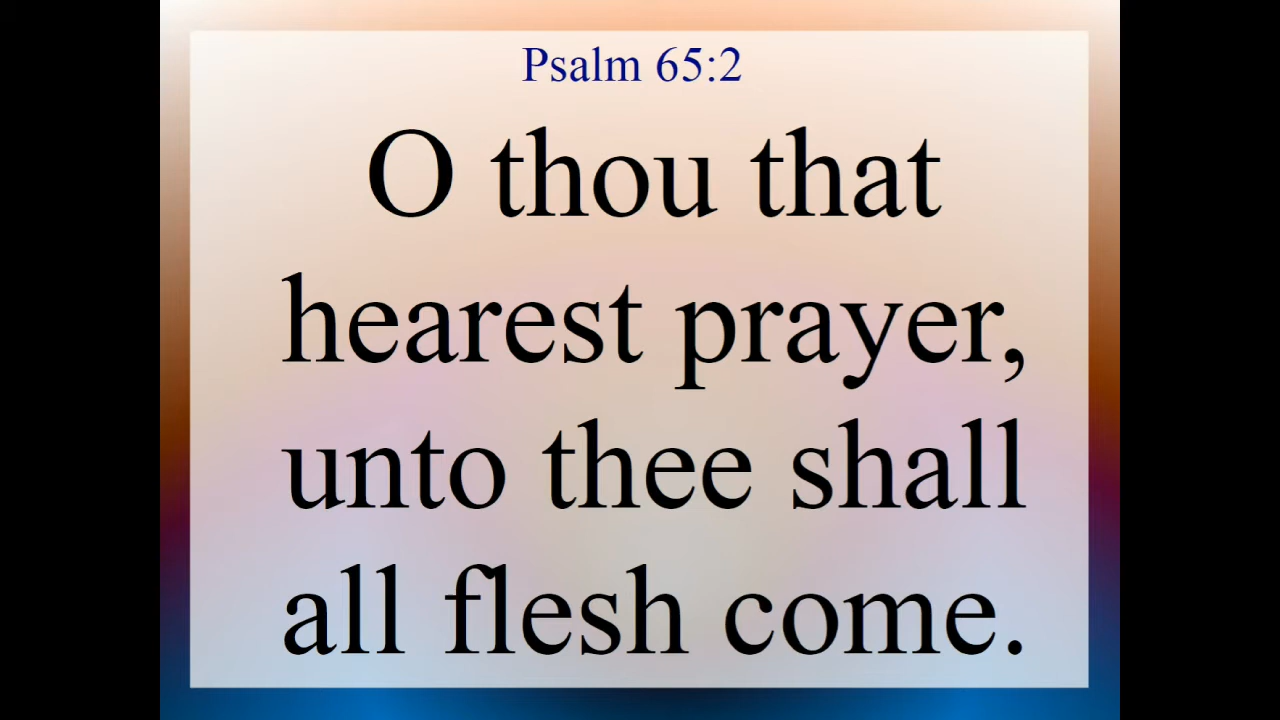 Psalm 65:2
O thou that
hearest prayer,
unto thee shall
all flesh come.